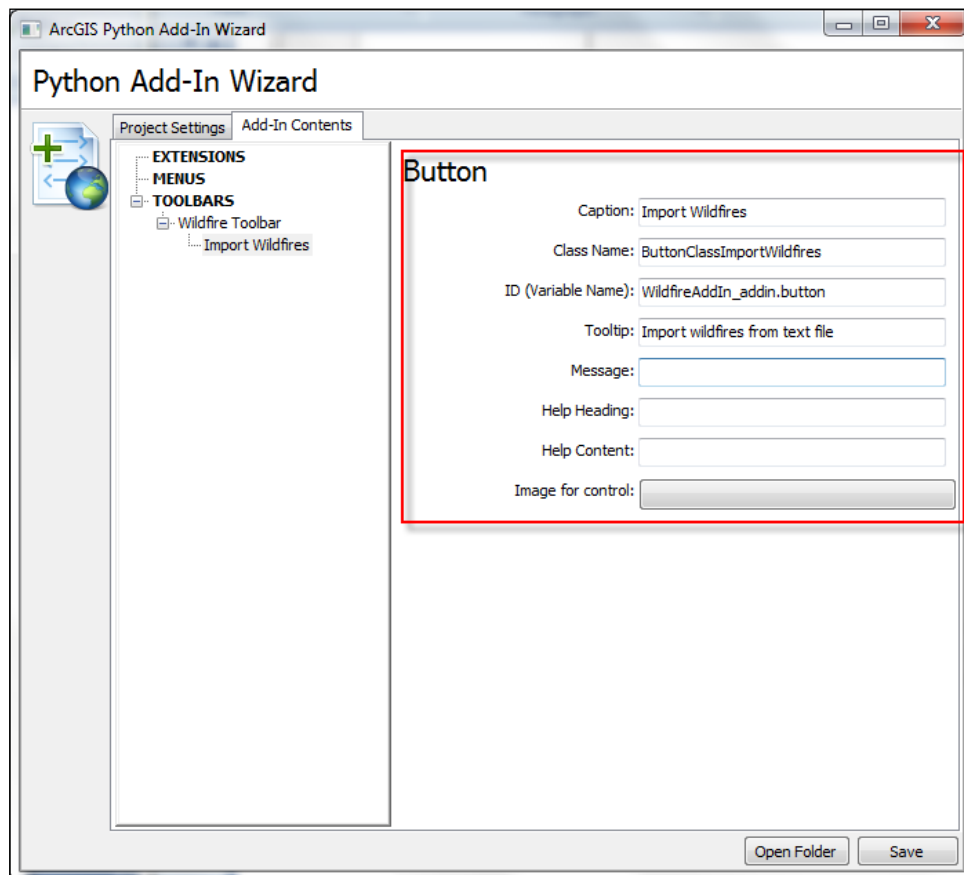 ArcGIS Python Add-In Wizard
Python Add-In Wizard
Project Settings
Add-In Contents
EXTENSIONS
MENUS
TOOLBARS
Wildfire Toolbar
Import Wildfires
Button
Caption: Import Wildfires
Class Name: ButtonClassImportWildfires
ID (Variable Name): WildfireAddIn_addin.button
Tooltip: Import wildfires from text file
Message:
Help Heading:
Help Content:
Image for control:
Open Folder
Save